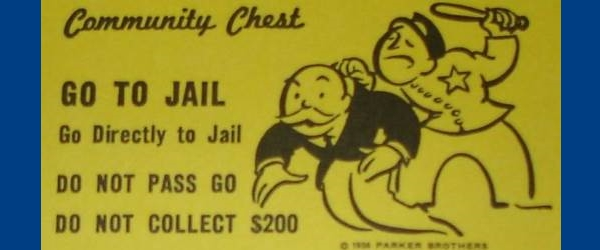 Community Chest
GO TO JAIL
Go Directly to Jail
DO NOT PASS GO
DO NOT COLLECT $200
© 1936 PARKER BROTHERS